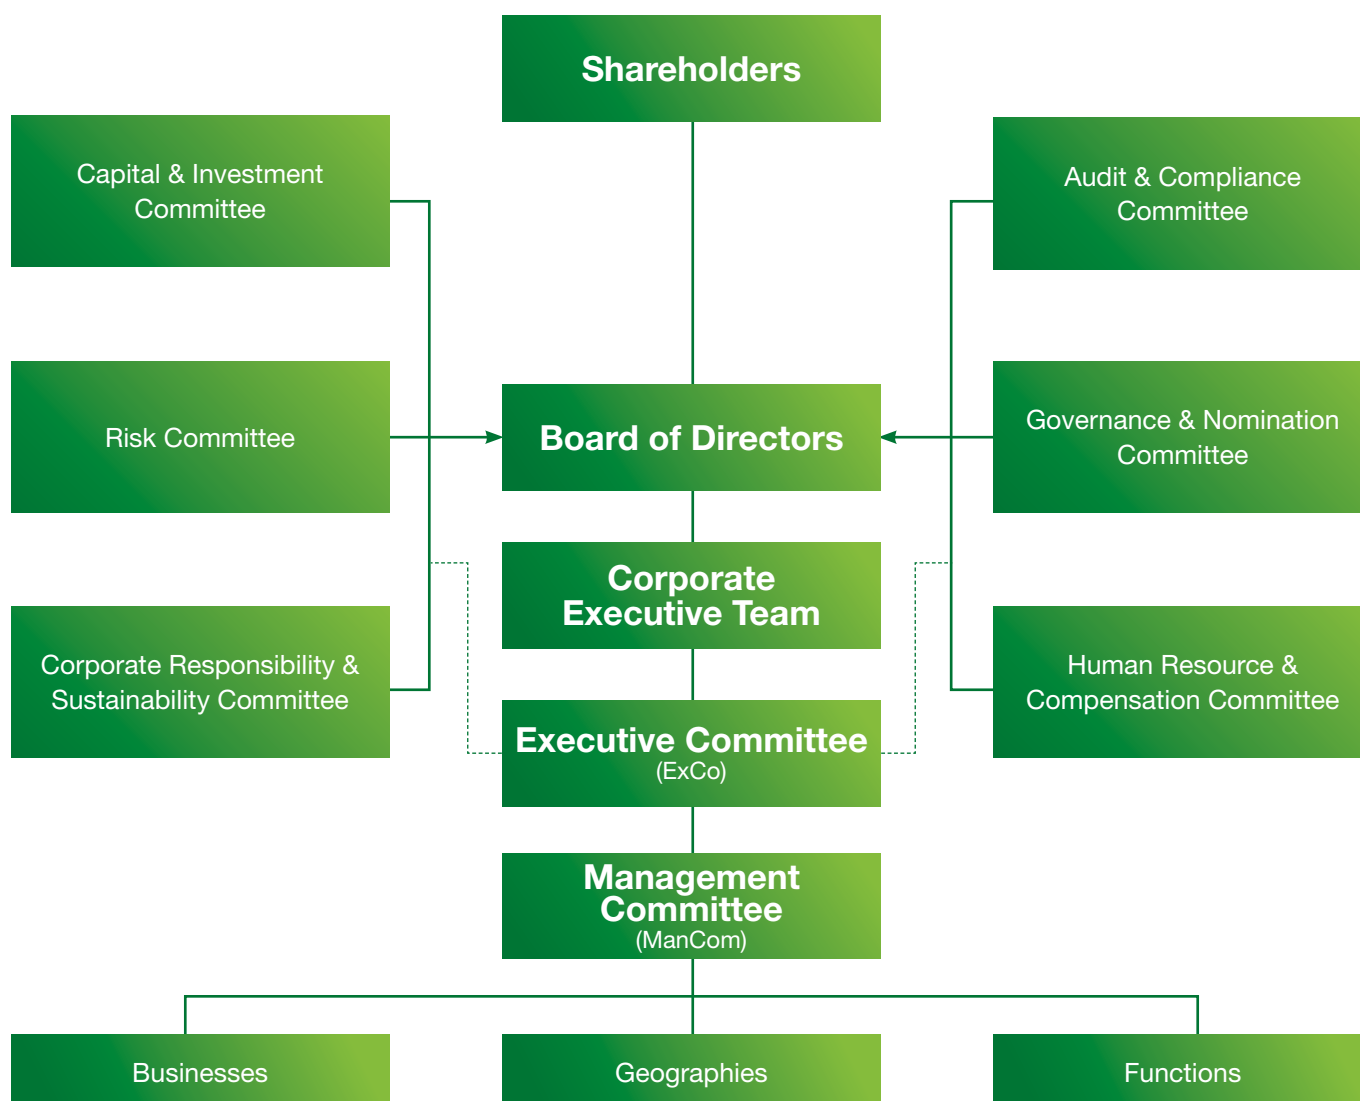 Shareholders
Capital & Investment
Committee
Audit & Compliance
Committee
Risk Committee
Board of Directors
Governance & Nomination
Committee
Corporate
Executive Team
Corporate Responsibility &
Sustainability Committee
Human Resource &
Compensation Committee
Executive Committee
(ExCo)
Management
Committee
(ManCom)
Businesses
Geographies
Functions